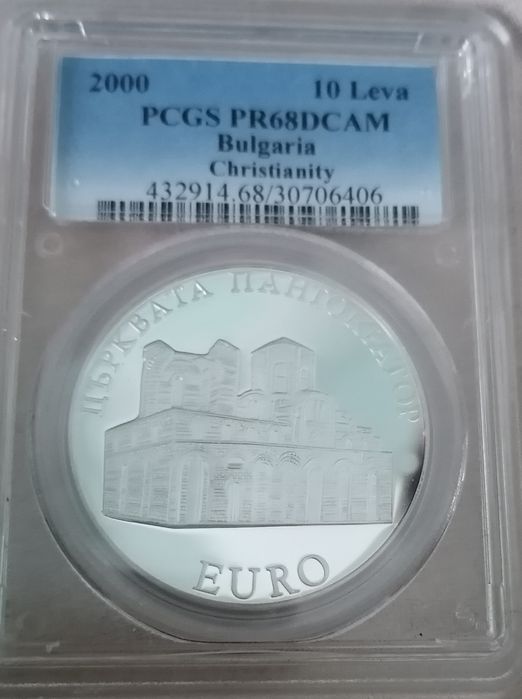 2000 10 Leva
PCGS PR68DCAM
Bulgaria
Christianity
432914.68/30706406
ЦЪРКВАТА ПАНТОКРАТОР
EURO